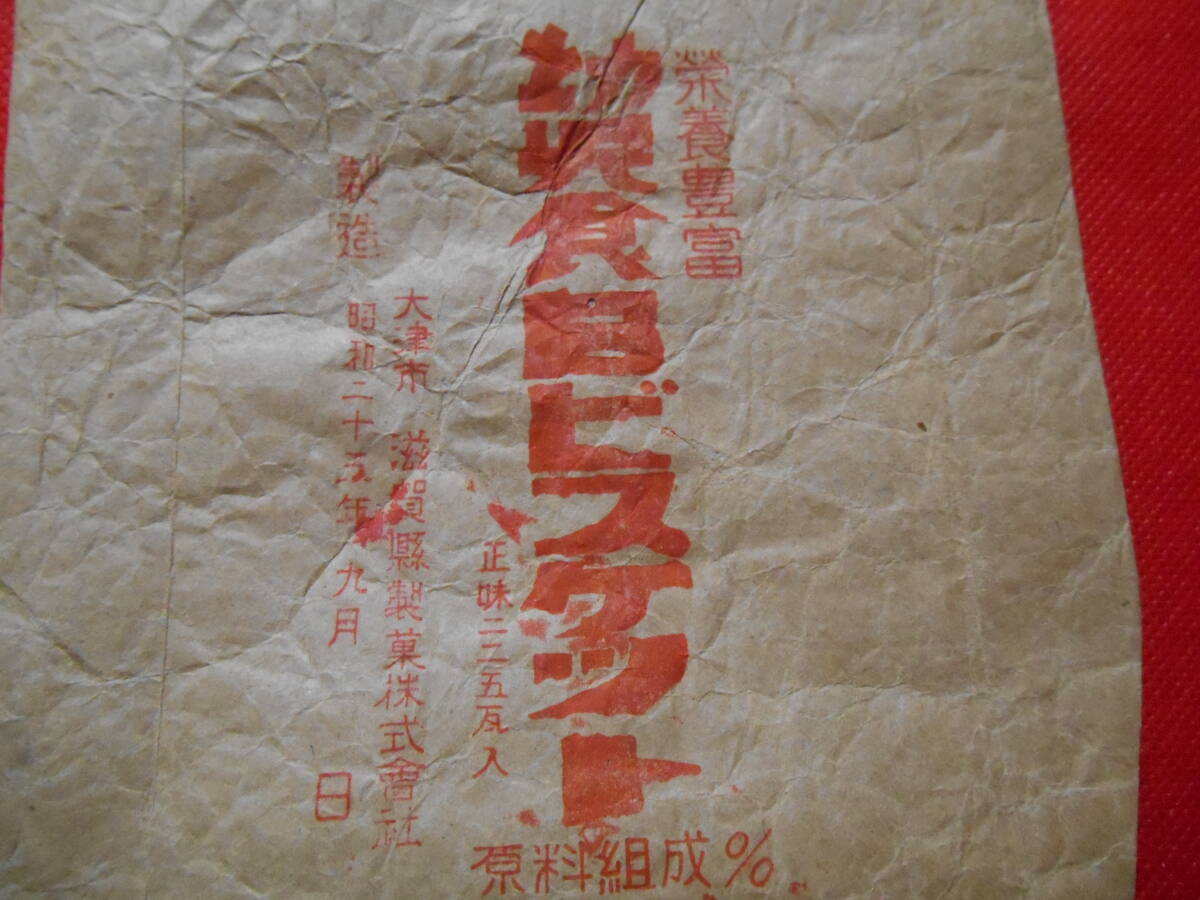 榮養豊富
ビスケット
正味二二五瓦入
大津市 滋賀縣製菓株式會社
製造 昭和二十五年 九月 日
原料組成%